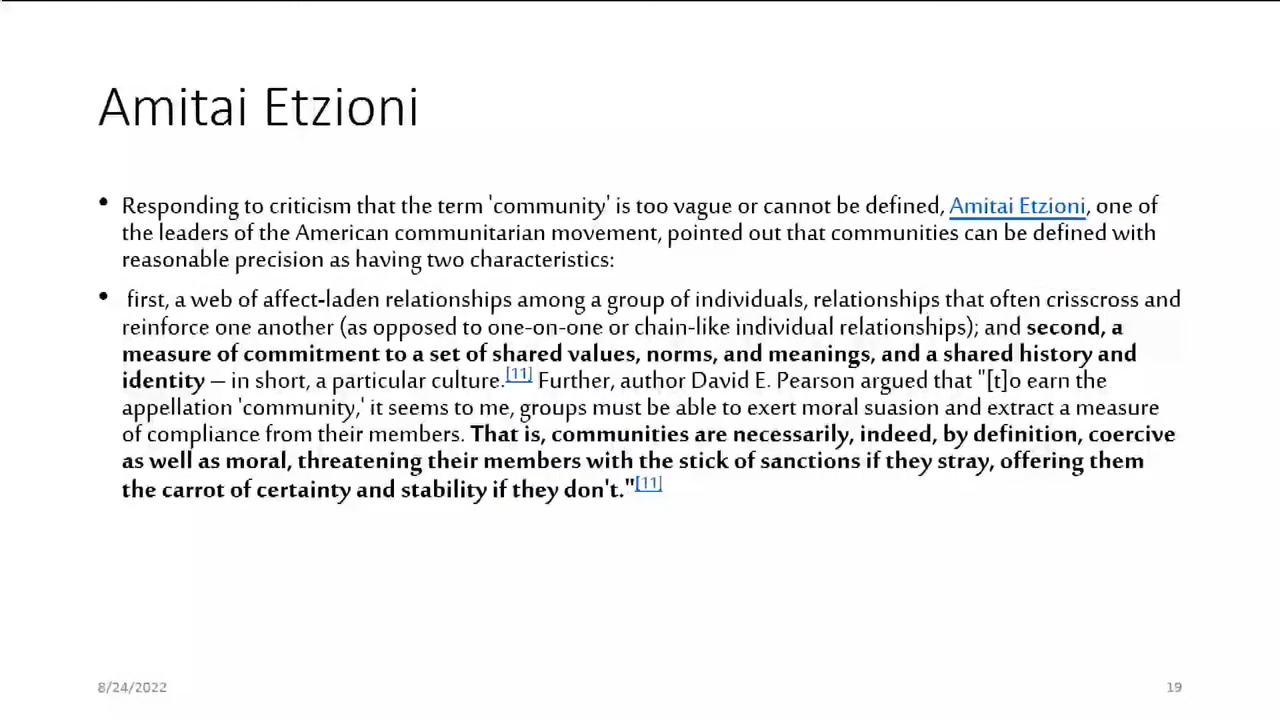 Amitai Etzioni
• Responding to criticism that the term 'community' is too vague or cannot be defined, Amitai Etzioni, one of
the leaders of the American communitarian movement, pointed out that communities can be defined with
reasonable precision as having two characteristics:
• first, a web of affect-laden relationships among a group of individuals, relationships that often crisscross and
reinforce one another (as opposed to one-on-one or chain-like individual relationships); and second, a
measure of commitment to a set of shared values, norms, and meanings, and a shared history and
identity – in short, a particular culture.[11] Further, author David E. Pearson argued that "[t]o earn the
appellation 'community,' it seems to me, groups must be able to exert moral suasion and extract a measure
of compliance from their members. That is, communities are necessarily, indeed, by definition, coercive
as well as moral, threatening their members with the stick of sanctions if they stray, offering them
the carrot of certainty and stability if they don't."[11]
8/24/2022
19